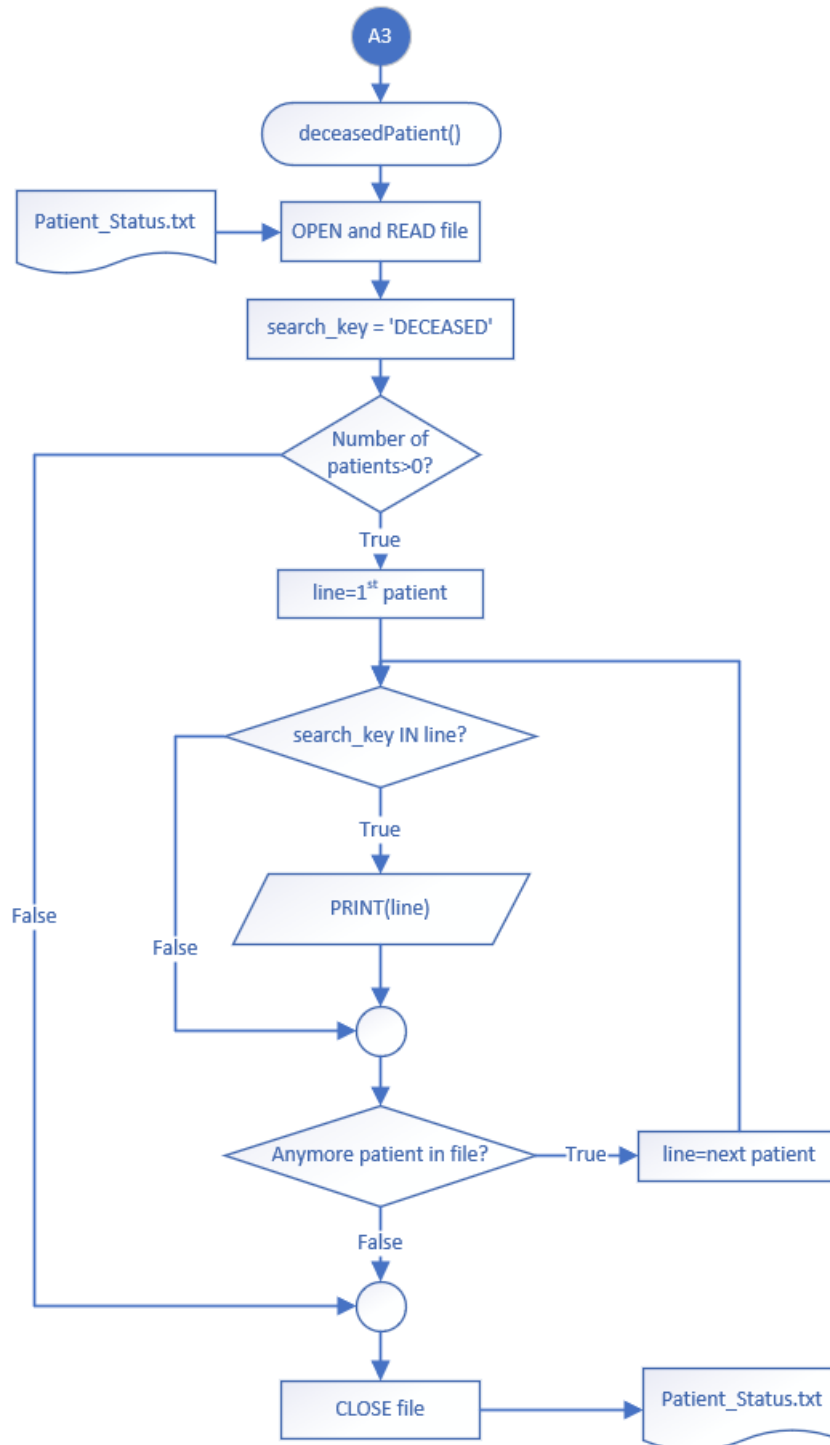 A3
deceasedPatient()
Patient_Status.txt
OPEN and READ file
search_key = 'DECEASED'
Number of
patients>0?
True
line=1st patient
search_key IN line?
True
PRINT(line)
False
False
Anymore patient in file?
True
line=next patient
False
CLOSE file
Patient_Status.txt